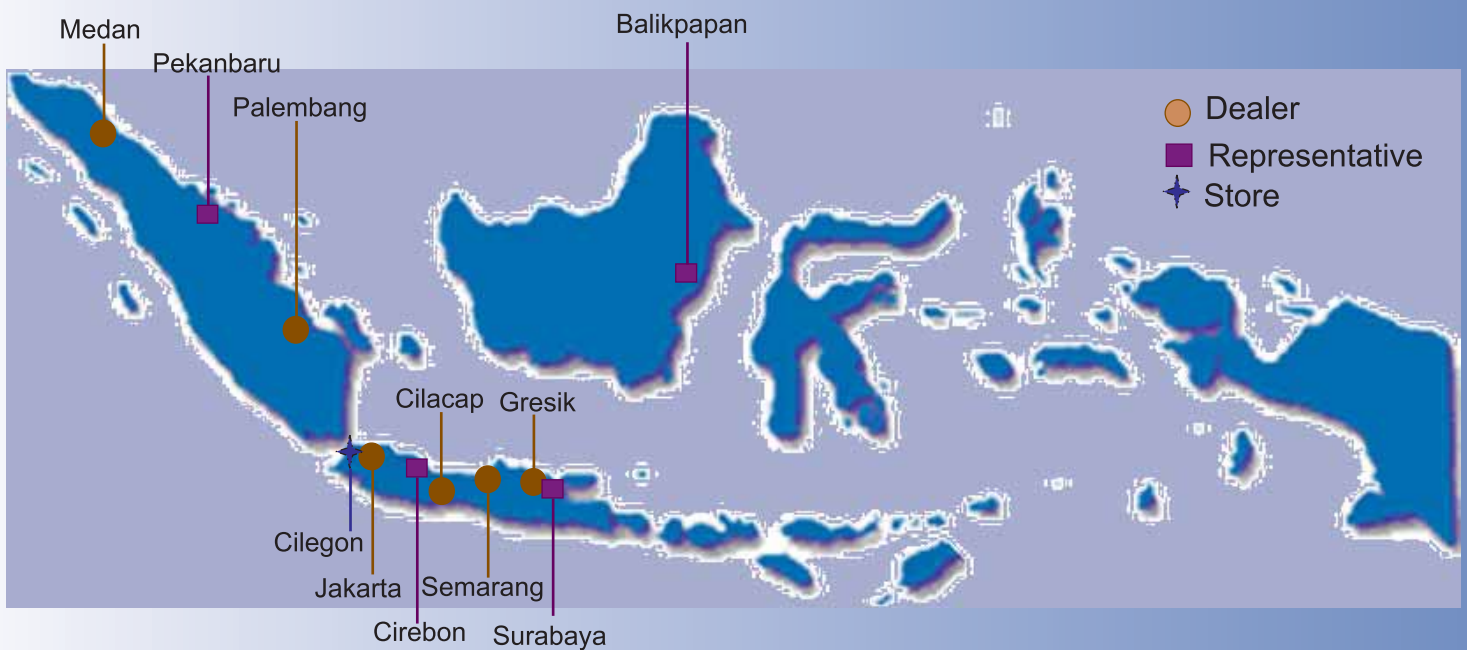 Medan
Balikpapan
Pekanbaru
Palembang
Dealer
Representative
Store
Cilacap
Gresik
Cilegon
Jakarta
Semarang
Cirebon
Surabaya